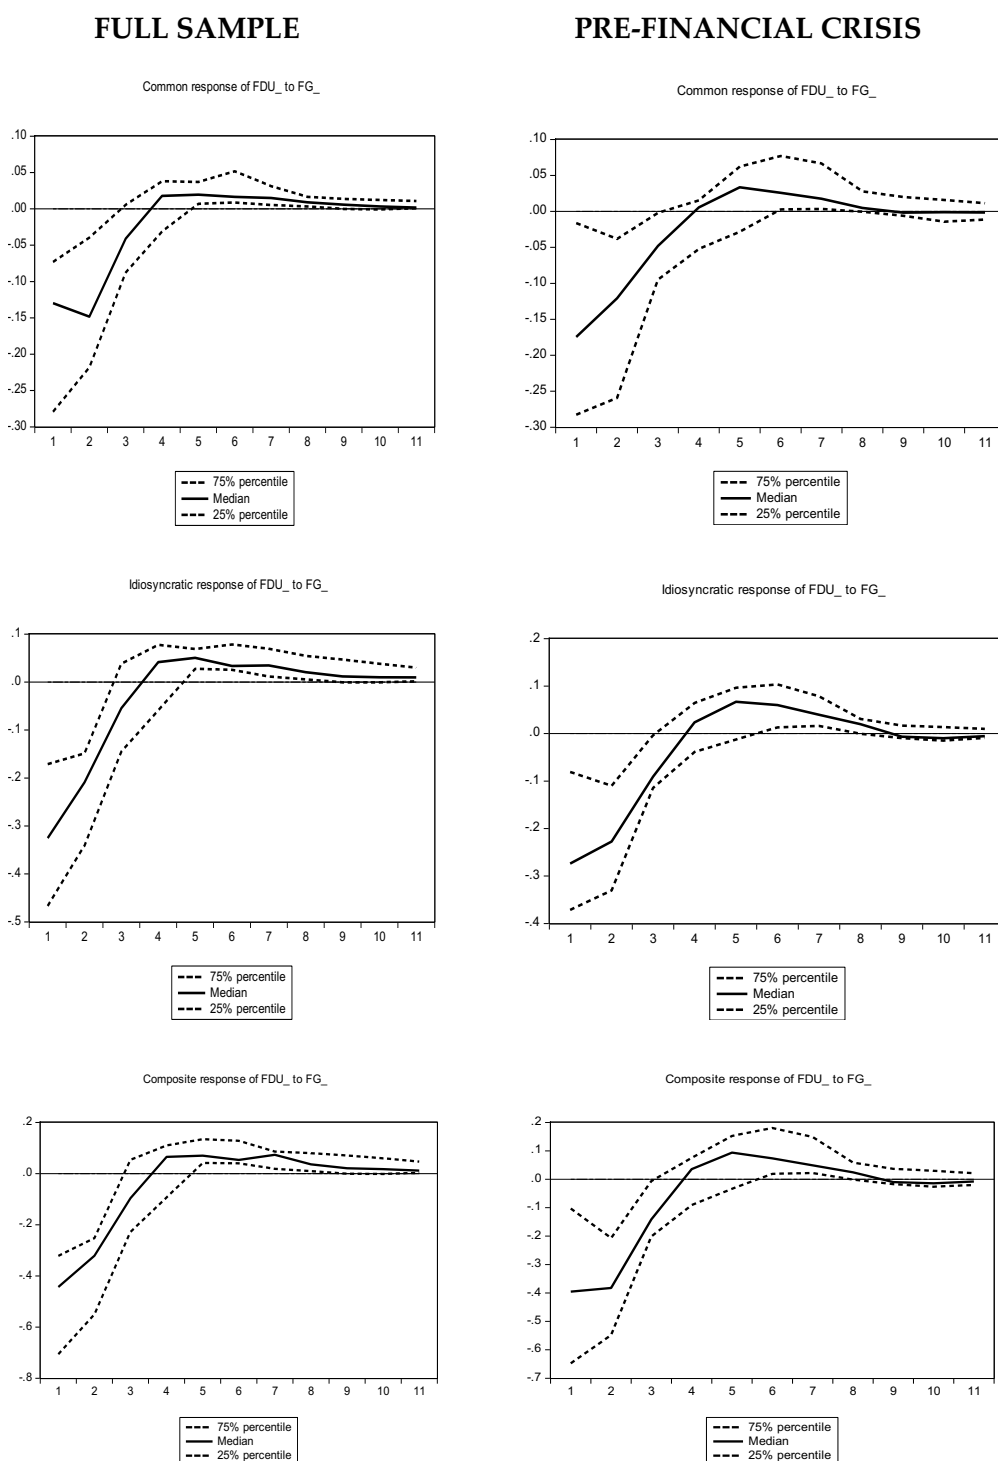 FULL SAMPLE
PRE-FINANCIAL CRISIS
Common response of FDU_ to FG_
.10
.05
.00
-.05
-.10
-.15
-.20
-.25
-.30
1 2 3 4 5 6 7 8 9 10 11
75% percentile
Median
25% percentile
Common response of FDU_ to FG_
.10
.05
.00
-.05
-.10
-.15
-.20
-.25
-.30
1 2 3 4 5 6 7 8 9 10 11
75% percentile
Median
25% percentile
Idiosyncratic response of FDU_ to FG_
.1
.0
-.1
-.2
-.3
-.4
-.5
1 2 3 4 5 6 7 8 9 10 11
75% percentile
Median
25% percentile
Idiosyncratic response of FDU_ to FG_
.2
.1
.0
-.1
-.2
-.3
-.4
1 2 3 4 5 6 7 8 9 10 11
75% percentile
Median
25% percentile
Composite response of FDU_ to FG_
.2
.0
-.2
-.4
-.6
-.8
1 2 3 4 5 6 7 8 9 10 11
75% percentile
Median
25% percentile
Composite response of FDU_ to FG_
.2
.1
.0
-.1
-.2
-.3
-.4
-.5
-.6
-.7
1 2 3 4 5 6 7 8 9 10 11
75% percentile
Median
25% percentile